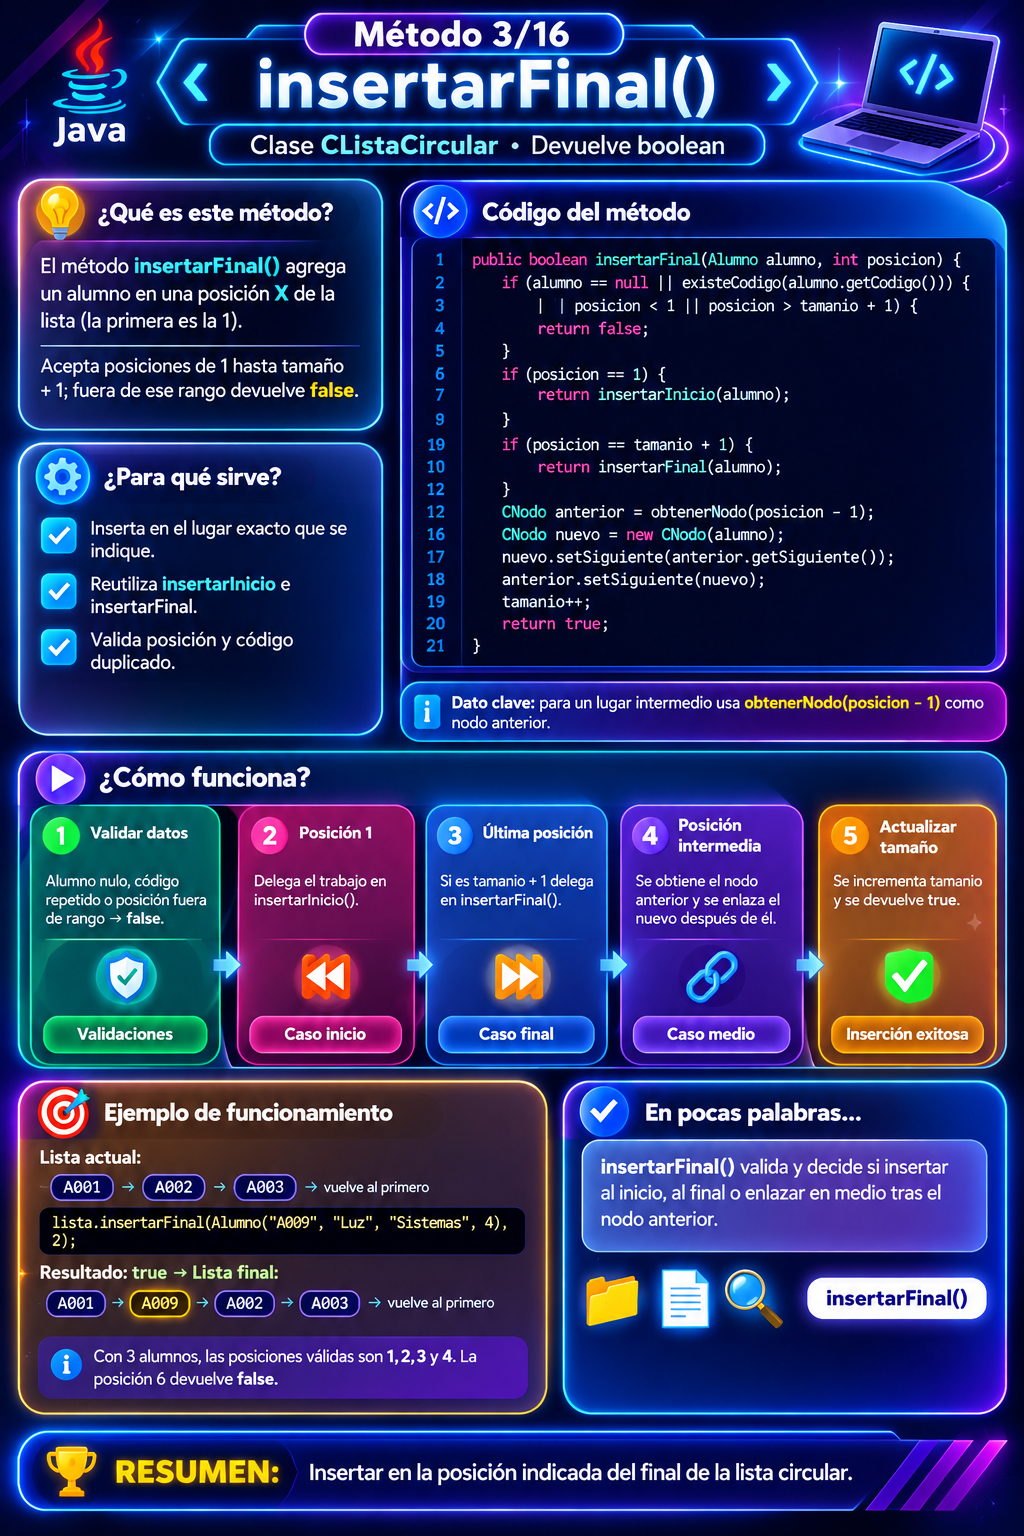 Java
Método 3/16
insertarFinal()
Clase CListaCircular • Devuelve boolean
</>
¿Qué es este método?
El método insertarFinal() agrega
un alumno en una posición X de la
lista (la primera es la 1).
Acepta posiciones de 1 hasta tamaño
+ 1; fuera de ese rango devuelve false.
¿Para qué sirve?
Inserta en el lugar exacto que se
indique.
Reutiliza insertarInicio e
insertarFinal.
Valida posición y código
duplicado.
</> Código del método
1 public boolean insertarFinal(Alumno alumno, int posicion) {
2 if (alumno == null || existeCodigo(alumno.getCodigo())) {
3 | | posicion < 1 || posicion > tamanio + 1) {
4 return false;
5 }
6 if (posicion == 1) {
7 return insertarInicio(alumno);
9 }
19 if (posicion == tamanio + 1) {
10 return insertarFinal(alumno);
12 }
12 CNodo anterior = obtenerNodo(posicion - 1);
16 CNodo nuevo = new CNodo(alumno);
17 nuevo.setSiguiente(anterior.getSiguiente());
18 anterior.setSiguiente(nuevo);
19 tamanio++;
20 return true;
21 }
i Dato clave: para un lugar intermedio usa obtenerNodo(posicion - 1) como
nodo anterior.
¿Cómo funciona?
1 Validar datos
Alumno nulo, código
repetido o posición fuera
de rango → false.
Validaciones
2 Posición 1
Delega el trabajo en
insertarInicio().
Caso inicio
3 Última posición
Si es tamanio + 1 delega
en insertarFinal().
Caso final
4 Posición
intermedia
Se obtiene el nodo
anterior y se enlaza el
nuevo después de él.
Caso medio
5 Actualizar
tamaño
Se incrementa tamanio
y se devuelve true.
Inserción exitosa
Ejemplo de funcionamiento
Lista actual:
A001 → A002 → A003 → vuelve al primero
lista.insertarFinal(Alumno("A009", "Luz", "Sistemas", 4),
2);
Resultado: true → Lista final:
A001 → A009 → A002 → A003 → vuelve al primero
i Con 3 alumnos, las posiciones válidas son 1, 2, 3 y 4. La
posición 6 devuelve false.
En pocas palabras...
insertarFinal() valida y decide si insertar
al inicio, al final o enlazar en medio tras el
nodo anterior.
insertarFinal()
RESUMEN: Insertar en la posición indicada del final de la lista circular.